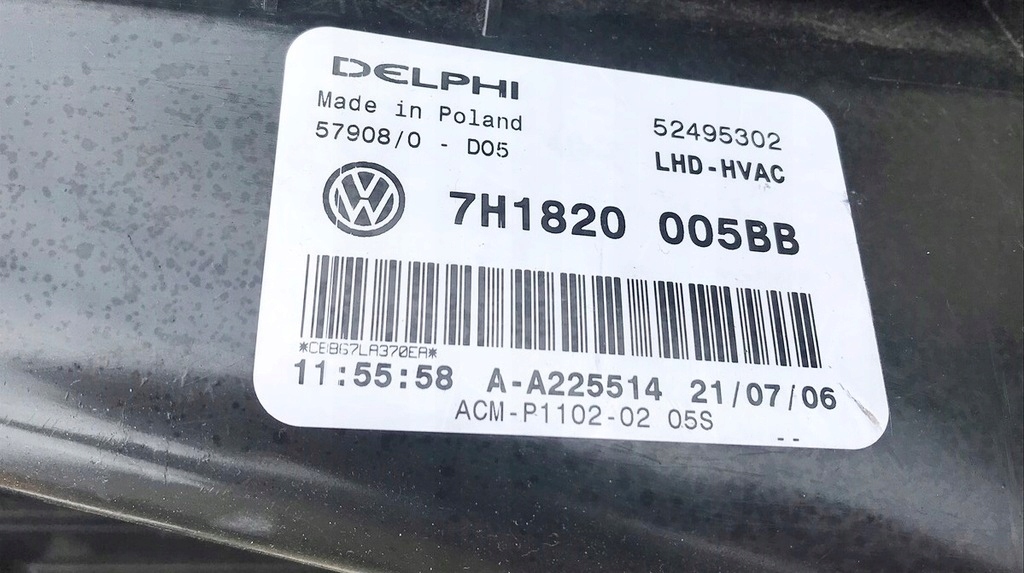 DELPHI
Made in Poland
57908/0 - D05
52495302
LHD-HVAC
7H1820 005BB
*CBB67LA370EA*
11:55:58 A-A225514 21/07/06
ACM-P1102-02 05S
--